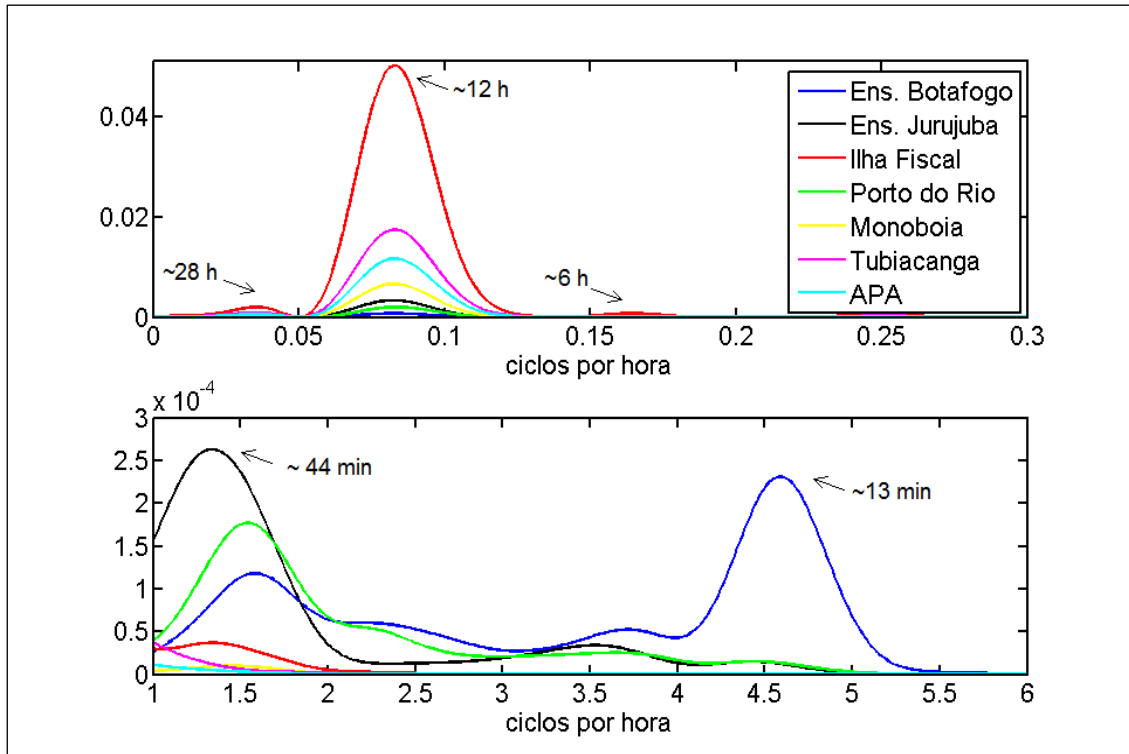 0.04
0.02
0
~12 h
~28 h
~6 h
Ens. Botafogo
Ens. Jurujuba
Ilha Fiscal
Porto do Rio
Monoboia
Tubiacanga
APA
0 0.05 0.1 0.15 0.2 0.25 0.3
ciclos por hora
x 10-4
3
2.5
2
1.5
1
0.5
0
~ 44 min
~13 min
1 1.5 2 2.5 3 3.5 4 4.5 5 5.5 6
ciclos por hora